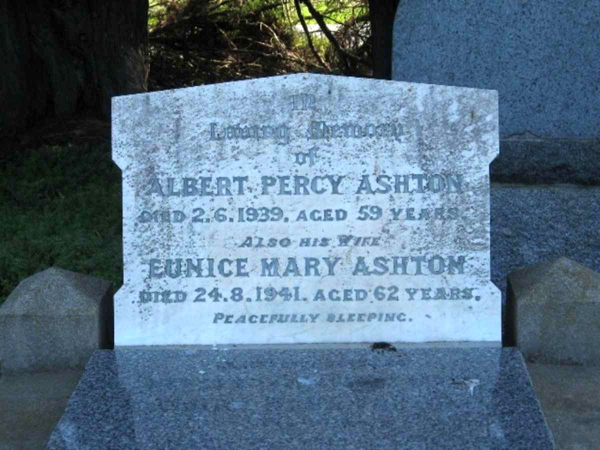 In
Loving Memory
of
ALBERT PERCY ASHTON
DIED 2.6.1939. AGED 59 YEARS.
ALSO HIS WIFE
EUNICE MARY ASHTON
DIED 24.8.1941. AGED 62 YEARS.
PEACEFULLY SLEEPING.